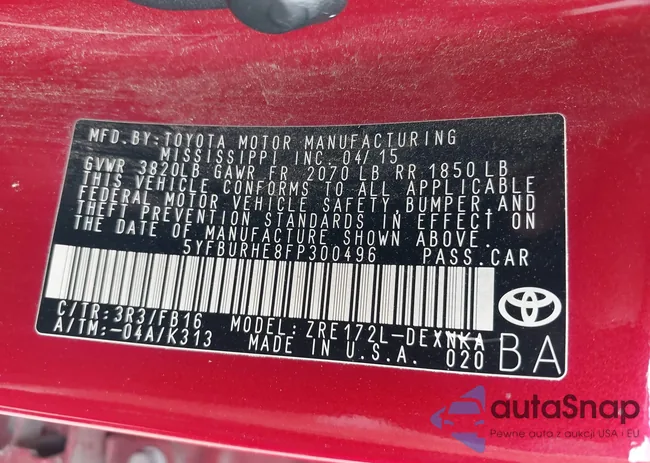 MFD.BY:TOYOTA MOTOR MANUFACTURING
MISSISSIPPI INC.04/15
GVWR 3820LB GAWR FR 2070 LB RR 1850 LB
THIS VEHICLE CONFORMS TO ALL APPLICABLE
FEDERAL MOTOR VEHICLE SAFETY, BUMPER, AND
THEFT PREVENTION STANDARDS IN EFFECT ON
THE DATE OF MANUFACTURE SHOWN ABOVE.
5YFBURHE8FP300496 PASS.CAR
C/TR:3R3/FB16 MODEL:ZRE172L-DEXNKA
A/TM:-04A/K313 MADE IN U.S.A. 020 BA
autaSnap
Pewne auta z aukcji USA i EU